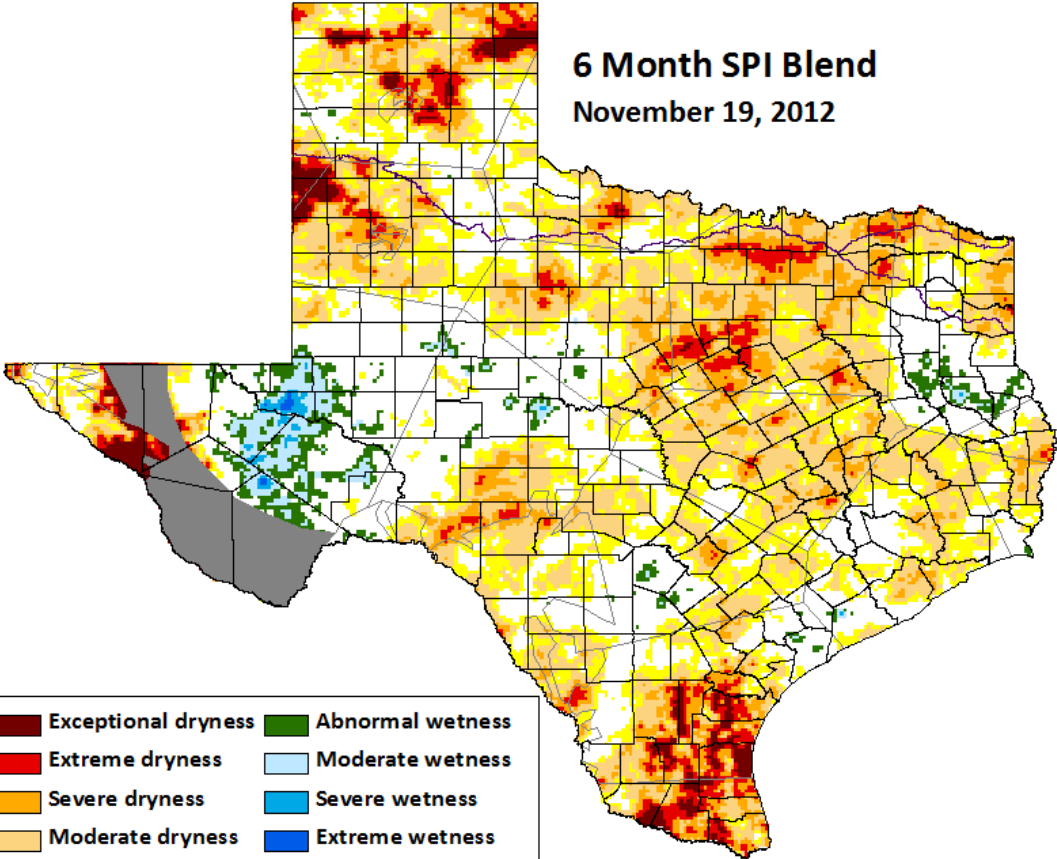 6 Month SPI Blend
November 19, 2012
Exceptional dryness Abnormal wetness
Extreme dryness Moderate wetness
Severe dryness Severe wetness
Moderate dryness Extreme wetness